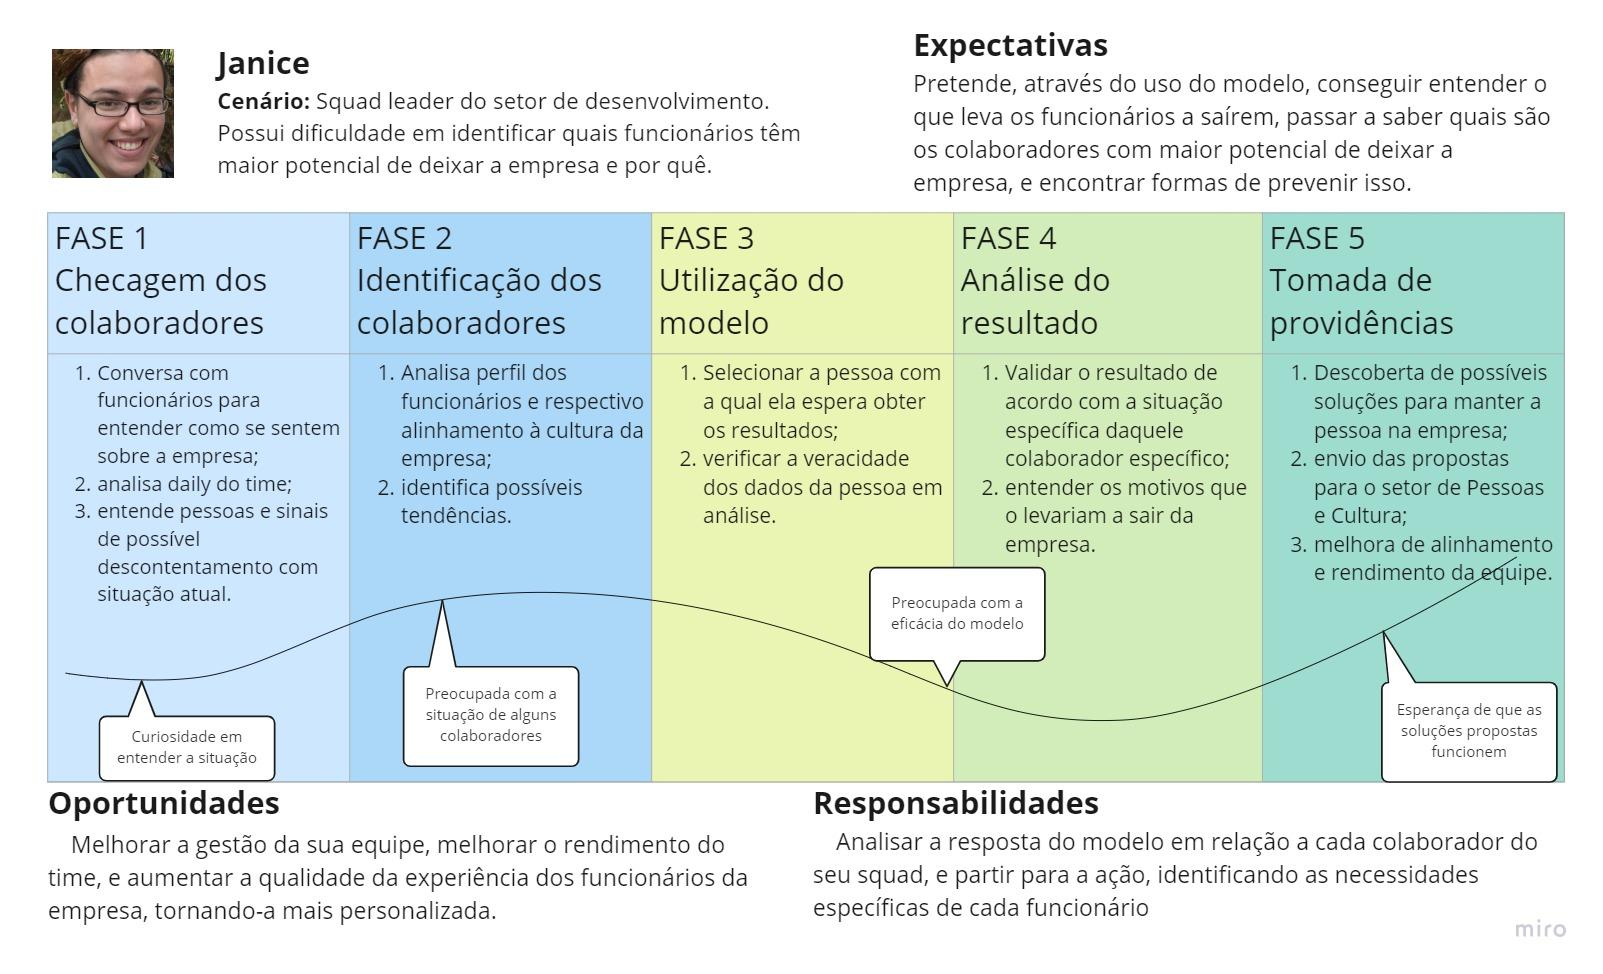 Janice
Cenário: Squad leader do setor de desenvolvimento.
Possui dificuldade em identificar quais funcionários têm
maior potencial de deixar a empresa e por quê.
Expectativas
Pretende, através do uso do modelo, conseguir entender o
que leva os funcionários a saírem, passar a saber quais são
os colaboradores com maior potencial de deixar a
empresa, e encontrar formas de prevenir isso.
FASE 1
Checagem dos
colaboradores
1. Conversa com
funcionários para
entender como se sentem
sobre a empresa;
2. analisa daily do time;
3. entende pessoas e sinais
de possível
descontentamento com
situação atual.
Curiosidade em
entender a situação
FASE 2
Identificação dos
colaboradores
1. Analisa perfil dos
funcionários e respectivo
alinhamento à cultura da
empresa;
2. identifica possíveis
tendências.
Preocupada com a
situação de alguns
colaboradores
FASE 3
Utilização do
modelo
1. Selecionar a pessoa com
a qual ela espera obter
os resultados;
2. verificar a veracidade
dos dados da pessoa em
análise.
Preocupada com a
eficácia do modelo
FASE 4
Análise do
resultado
1. Validar o resultado de
acordo com a situação
específica daquele
colaborador específico;
2. entender os motivos que
o levariam a sair da
empresa.
FASE 5
Tomada de
providências
1. Descoberta de possíveis
soluções para manter a
pessoa na empresa;
2. envio das propostas
para o setor de Pessoas
e Cultura;
3. melhora de alinhamento
e rendimento da equipe.
Esperança de que as
soluções propostas
funcionem
Oportunidades
Melhorar a gestão da sua equipe, melhorar o rendimento do
time, e aumentar a qualidade da experiência dos funcionários da
empresa, tornando-a mais personalizada.
Responsabilidades
Analisar a resposta do modelo em relação a cada colaborador do
seu squad, e partir para a ação, identificando as necessidades
específicas de cada funcionário
miro